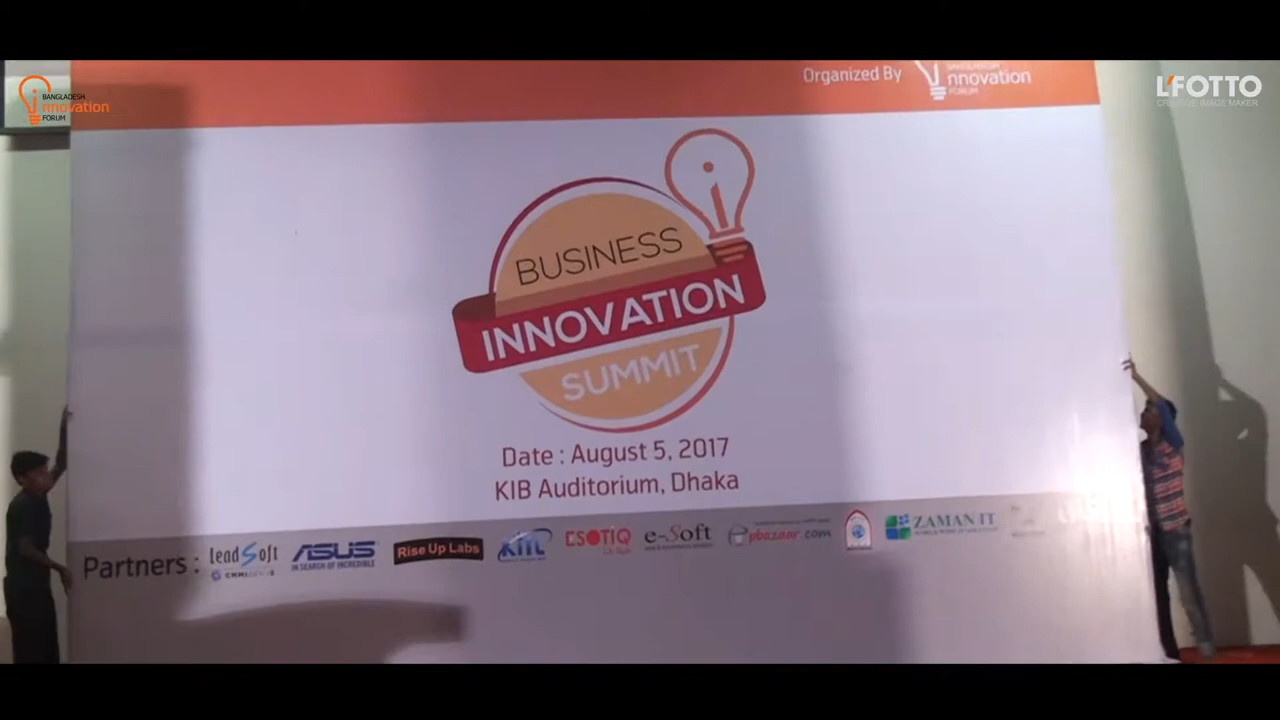 BANGLADESH
innovation
FORUM
L'FOTTO
CREATIVE IMAGE MAKER
Organized By
innovation
FORUM
BUSINESS
INNOVATION
SUMMIT
Date : August 5, 2017
KIB Auditorium, Dhaka
Partners :
LeadSoft
ASUS
IN SEARCH OF INCREDIBLE
Rise Up Labs
ESOTIQ
e-Soft
pbazaar.com
ZAMAN IT